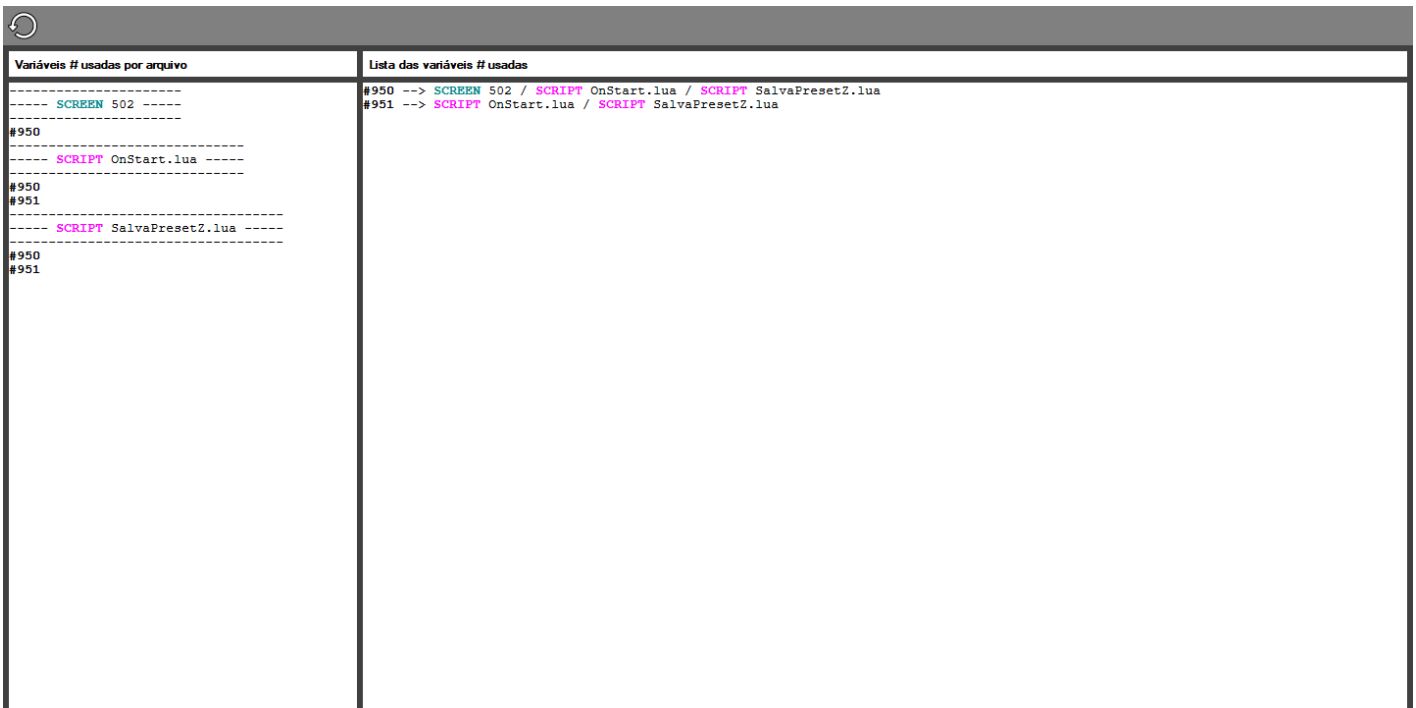 Variáveis # usadas por arquivo
Lista das variáveis # usadas
----------------------
----- SCREEN 502 -----
----------------------
#950
------------------------------
----- SCRIPT OnStart.lua -----
------------------------------
#950
#951
-----------------------------------
----- SCRIPT SalvaPresetZ.lua -----
-----------------------------------
#950
#951
#950 --> SCREEN 502 / SCRIPT OnStart.lua / SCRIPT SalvaPresetZ.lua
#951 --> SCRIPT OnStart.lua / SCRIPT SalvaPresetZ.lua